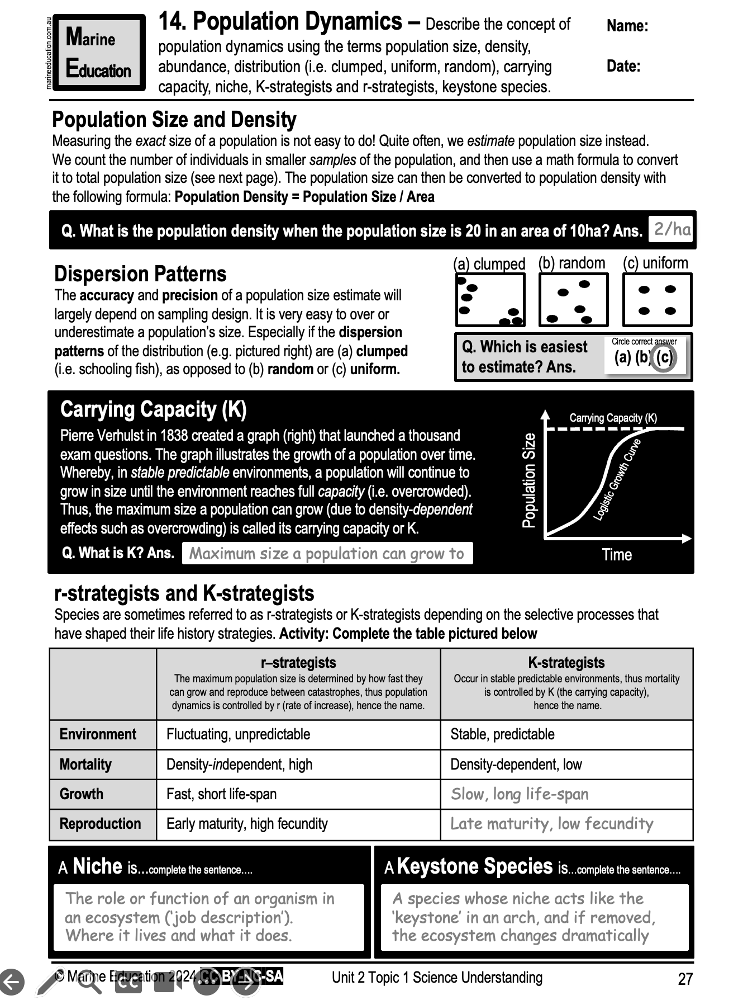 marineeducation.com.au
Marine
Education
14. Population Dynamics – Describe the concept of
population dynamics using the terms population size, density,
abundance, distribution (i.e. clumped, uniform, random), carrying
capacity, niche, K-strategists and r-strategists, keystone species.
Name:
Date:
Population Size and Density
Measuring the exact size of a population is not easy to do! Quite often, we estimate population size instead.
We count the number of individuals in smaller samples of the population, and then use a math formula to convert
it to total population size (see next page). The population size can then be converted to population density with
the following formula: Population Density = Population Size / Area
Q. What is the population density when the population size is 20 in an area of 10ha? Ans. 2/ha
Dispersion Patterns
The accuracy and precision of a population size estimate will
largely depend on sampling design. It is very easy to over or
underestimate a population's size. Especially if the dispersion
patterns of the distribution (e.g. pictured right) are (a) clumped
(i.e. schooling fish), as opposed to (b) random or (c) uniform.
(a) clumped (b) random (c) uniform
Q. Which is easiest
to estimate? Ans.
Circle correct answer
(a) (b) (c)
Carrying Capacity (K)
Pierre Verhulst in 1838 created a graph (right) that launched a thousand
exam questions. The graph illustrates the growth of a population over time.
Whereby, in stable predictable environments, a population will continue to
grow in size until the environment reaches full capacity (i.e. overcrowded).
Thus, the maximum size a population can grow (due to density-dependent
effects such as overcrowding) is called its carrying capacity or K.
Q. What is K? Ans. Maximum size a population can grow to
Carrying Capacity (K)
Population Size
Logistic Growth Curve
Time
r-strategists and K-strategists
Species are sometimes referred to as r-strategists or K-strategists depending on the selective processes that
have shaped their life history strategies. Activity: Complete the table pictured below
r–strategists
The maximum population size is determined by how fast they
can grow and reproduce between catastrophes, thus population
dynamics is controlled by r (rate of increase), hence the name.
K-strategists
Occur in stable predictable environments, thus mortality
is controlled by K (the carrying capacity),
hence the name.
Environment Fluctuating, unpredictable Stable, predictable
Mortality Density-independent, high Density-dependent, low
Growth Fast, short life-span Slow, long life-span
Reproduction Early maturity, high fecundity Late maturity, low fecundity
A Niche is...complete the sentence....
The role or function of an organism in
an ecosystem ('job description').
Where it lives and what it does.
A Keystone Species is...complete the sentence....
A species whose niche acts like the
'keystone' in an arch, and if removed,
the ecosystem changes dramatically
© Marine Education 2024 CC BY-NC-SA
CC
Unit 2 Topic 1 Science Understanding
27